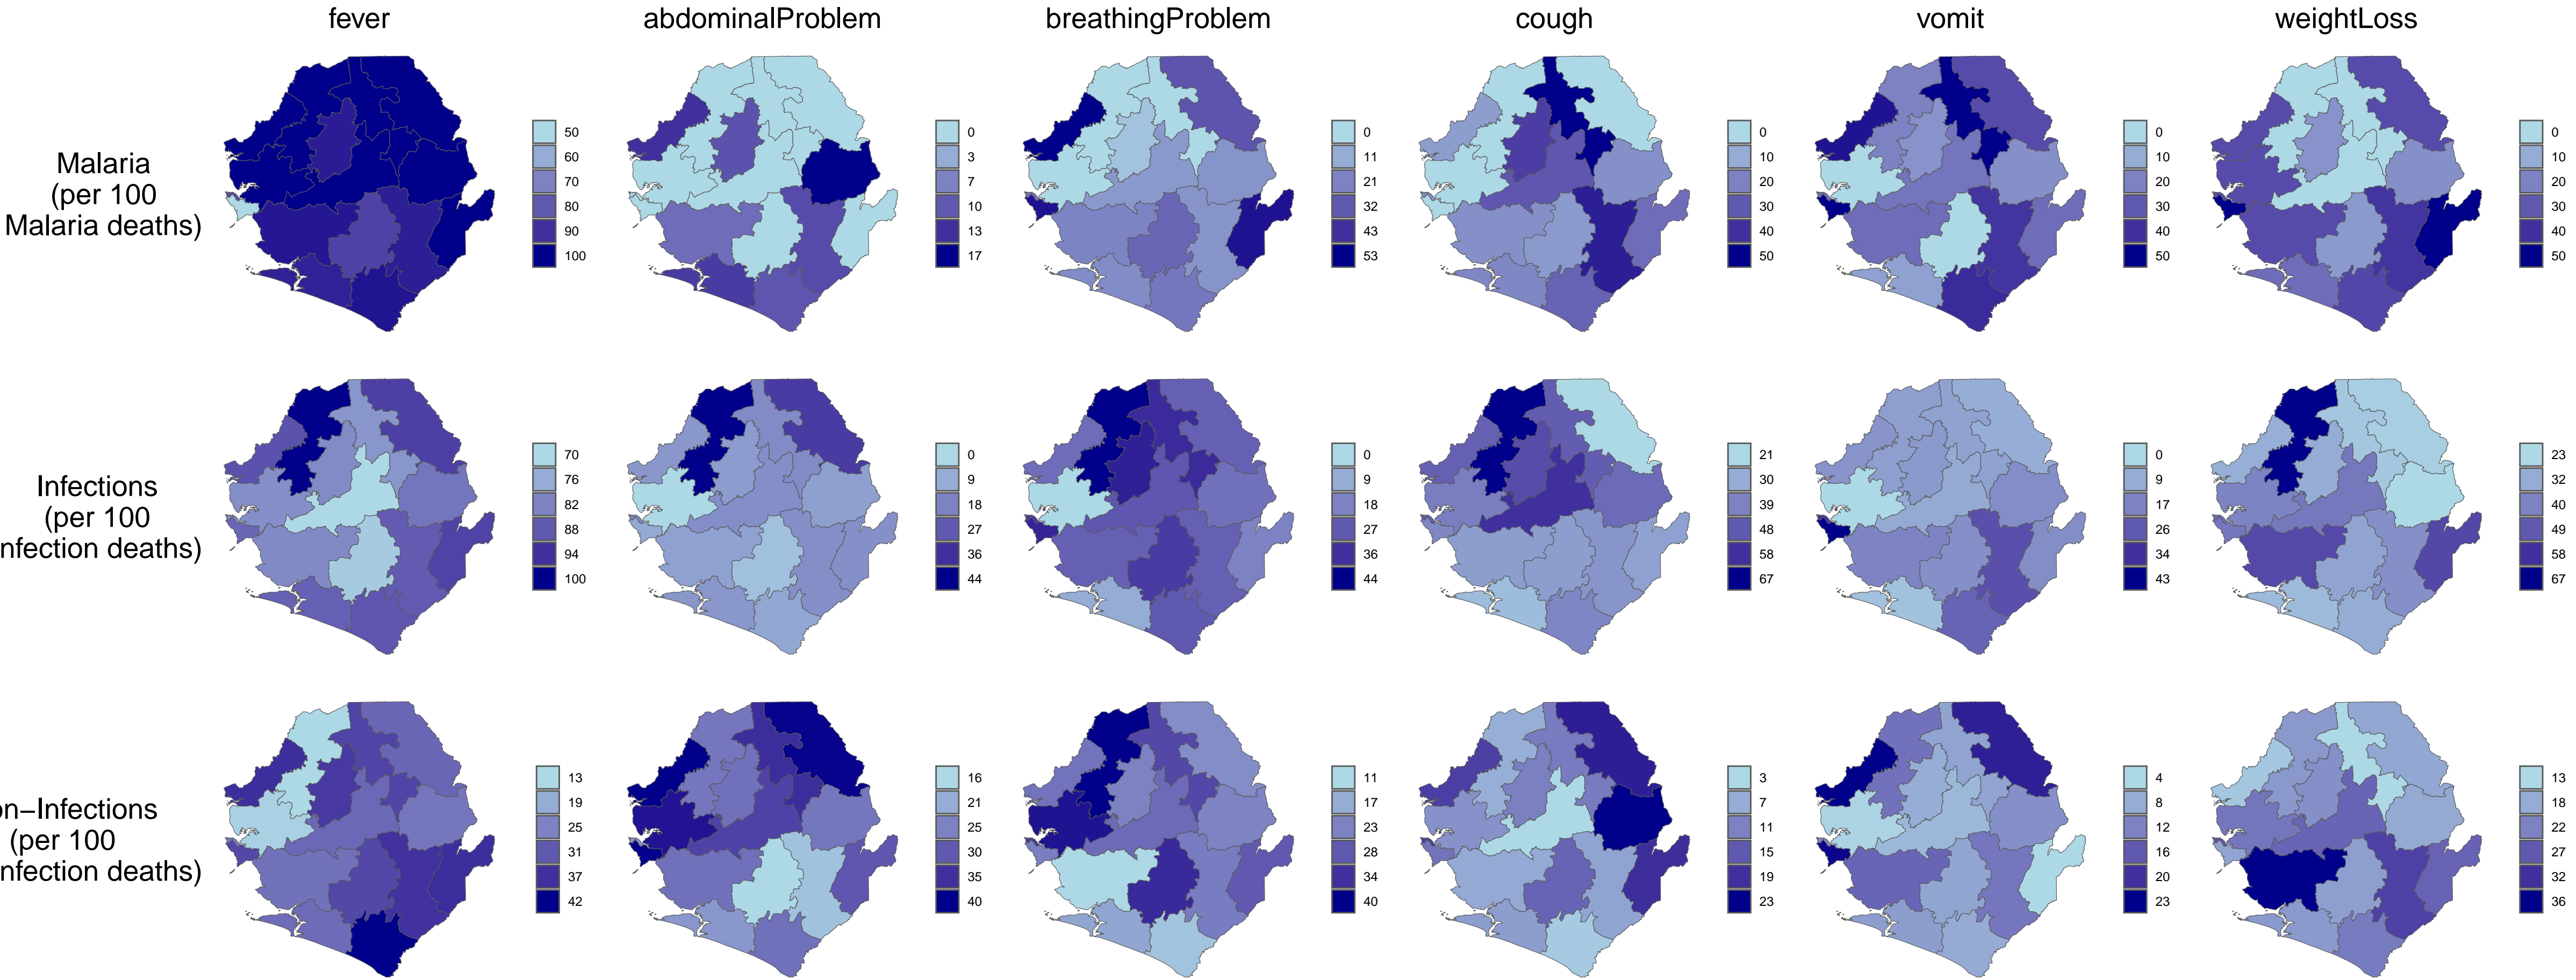 fever abdominalProblem breathingProblem cough vomit weightLoss
Malaria
(per 100
Malaria deaths)
50 0 0 0 0 0
60 3 11 10 10 10
70 7 21 20 20 20
80 10 32 30 30 30
90 13 43 40 40 40
100 17 53 50 50 50
Infections
(per 100
nfection deaths)
70 0 0 21 0 23
76 9 9 30 9 32
82 18 18 39 17 40
88 27 27 48 26 49
94 36 36 58 34 58
100 44 44 67 43 67
on−Infections
(per 100
nfection deaths)
13 16 11 3 4 13
19 21 17 7 8 18
25 25 23 11 12 22
31 30 28 15 16 27
37 35 34 19 20 32
42 40 40 23 23 36